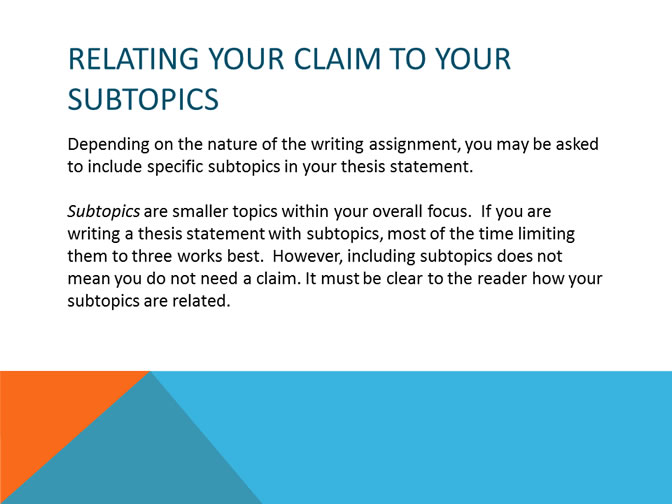 RELATING YOUR CLAIM TO YOUR
SUBTOPICS
Depending on the nature of the writing assignment, you may be asked
to include specific subtopics in your thesis statement.
Subtopics are smaller topics within your overall focus.  If you are
writing a thesis statement with subtopics, most of the time limiting
them to three works best.  However, including subtopics does not
mean you do not need a claim. It must be clear to the reader how your
subtopics are related.